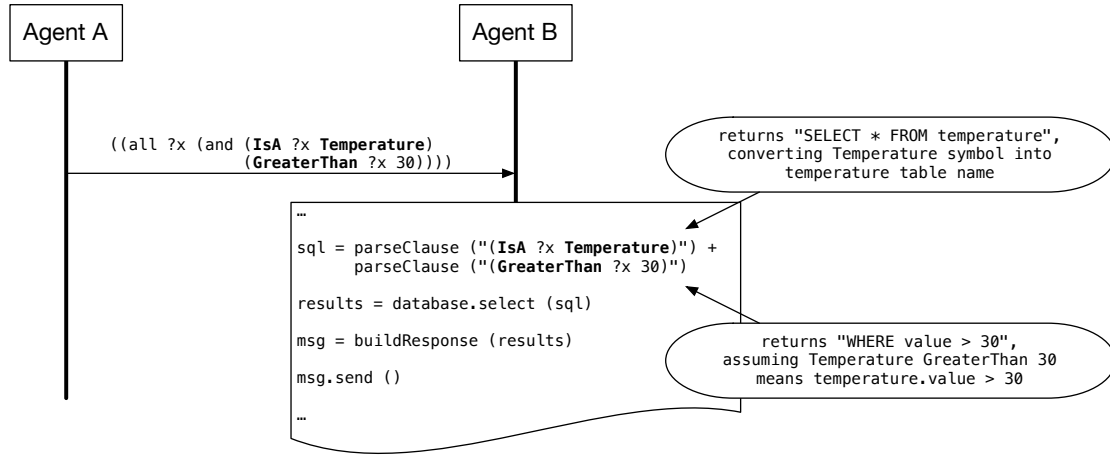 Agent A
Agent B
((all ?x (and (IsA ?x Temperature)
(GreaterThan ?x 30))))
returns "SELECT * FROM temperature",
converting Temperature symbol into
temperature table name
…
sql = parseClause ("(IsA ?x Temperature)") +
parseClause ("(GreaterThan ?x 30)")
results = database.select (sql)
msg = buildResponse (results)
msg.send ()
…
returns "WHERE value > 30",
assuming Temperature GreaterThan 30
means temperature.value > 30